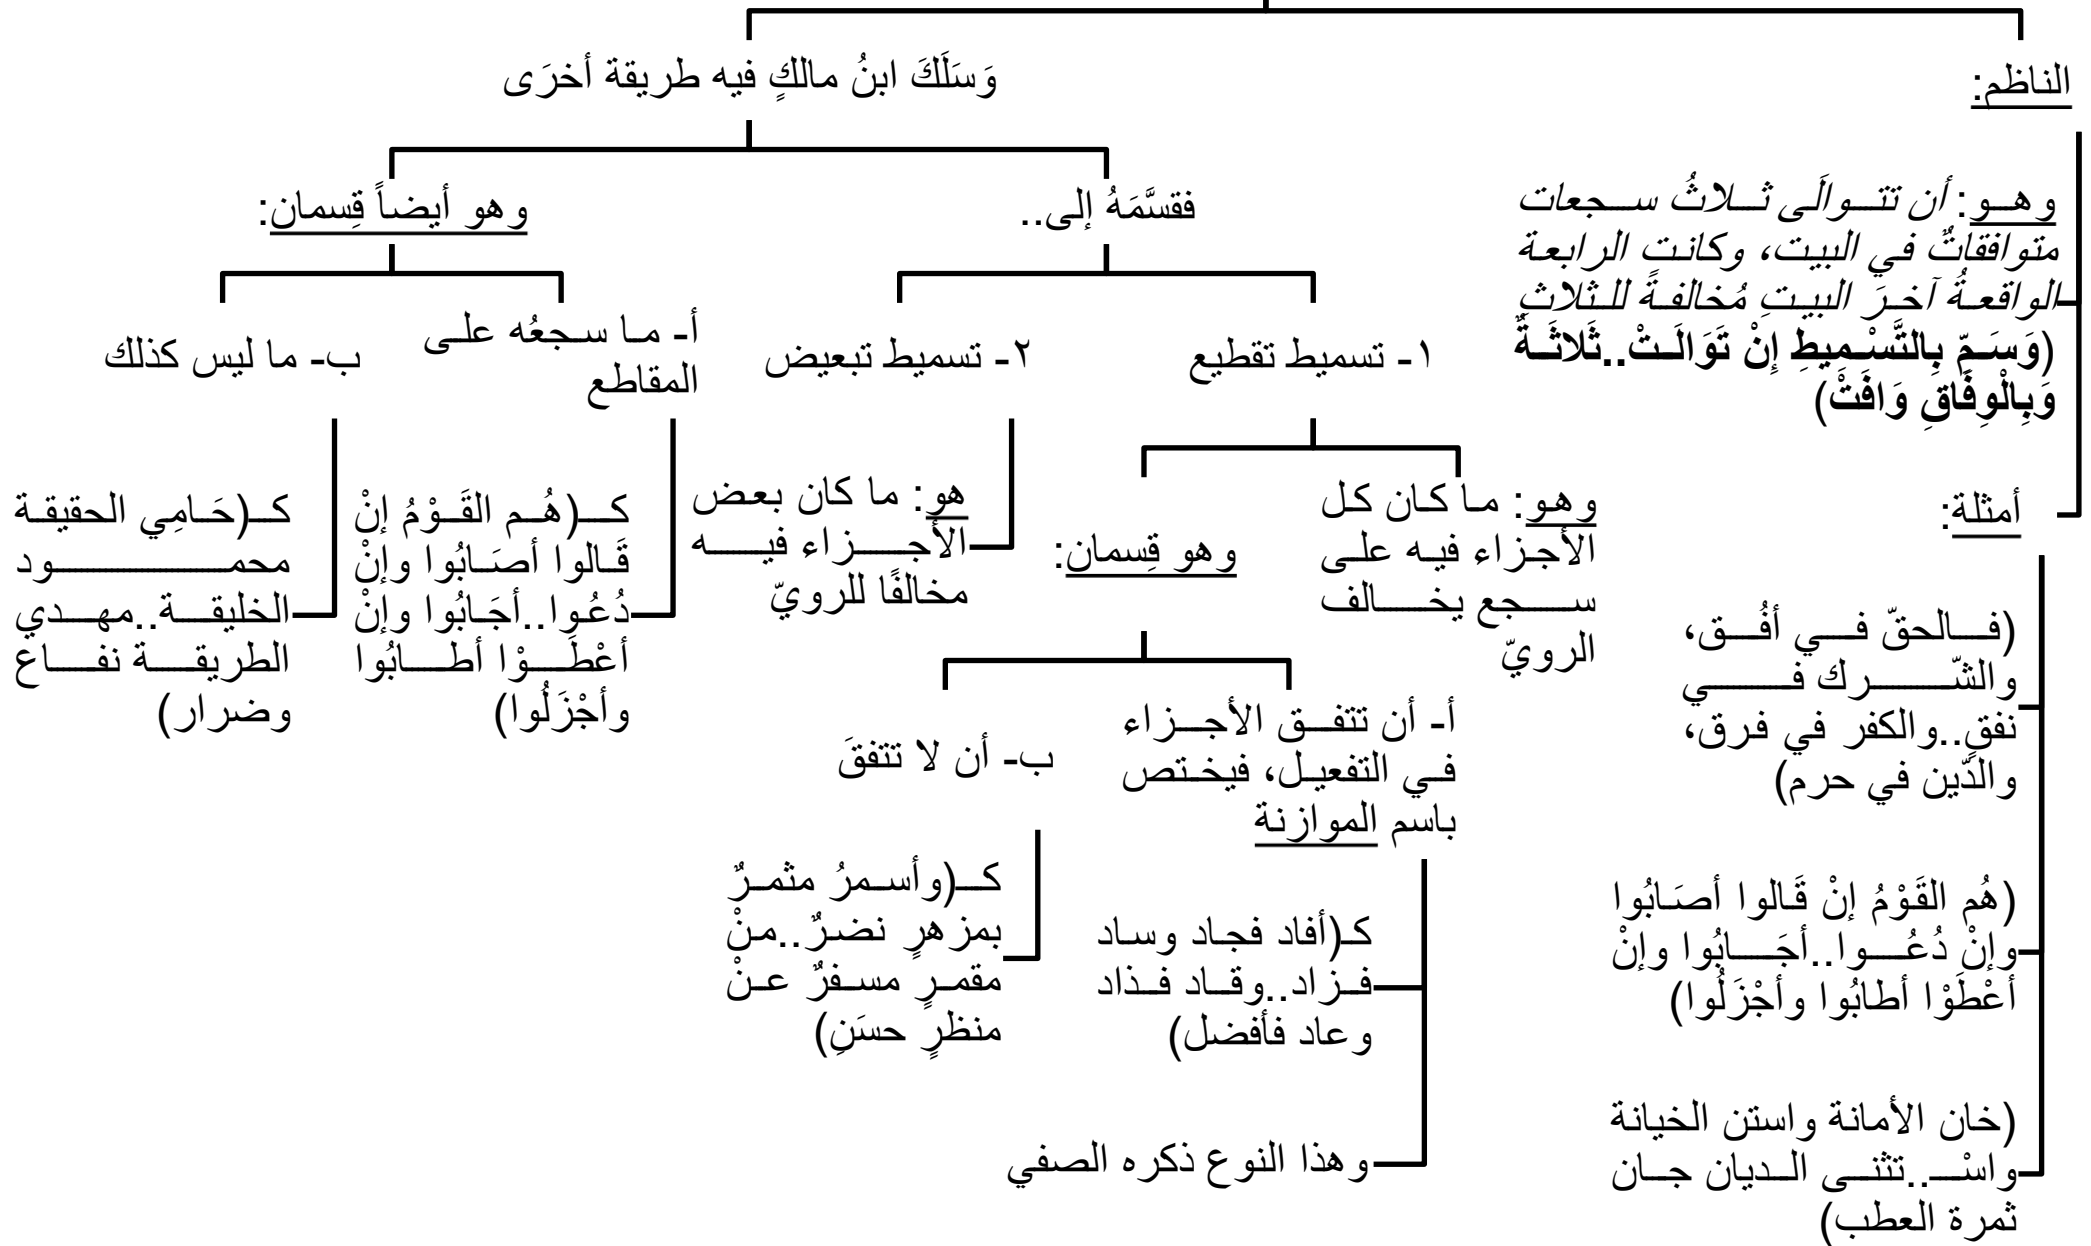 الناظم:
وهو: أن تتوالَى ثلاثُ سجعات
متوافقاتٌ في البيت، وكانت الرابعة
الواقعةُ آخرَ البيتِ مُخالفةً للثلاثِ
(وَسَمِّ بِالتَّسْمِيطِ إِنْ تَوَالَتْ..ثَلاثَةٌ
وَبِالْوِفَاقِ وَافَتْ)
أمثلة:
(فالحقّ في أفُق،
والشّرك في
نفقٍ..والكفر في فرق،
والدّين في حرم)
(هُم القَوْمُ إنْ قَالوا أصَابُوا
وإنْ دُعُوا..أجَابُوا وإنْ
أعْطَوْا أطابُوا وأجْزَلُوا)
(خان الأمانة واستن الخيانة
واسْـ..تثنى الديان جان
ثمرة العطب)
وَسَلَكَ ابنُ مالكٍ فيه طريقة أخرَى
فقسَّمَهُ إلى..
١- تسميط تقطيع
وهو: ما كان كل
الأجزاء فيه على
سجع يخالف
الرويّ
وهو قِسمان:
أ- أن تتفق الأجزاء
في التفعيل، فيختص
باسم الموازنة
كـ(أفاد فجاد وساد
فزاد..وقاد فذاد
وعاد فأفضل)
وهذا النوع ذكره الصفي
ب- أن لا تتفقَ
كـ(وأسمرُ مثمرٌ
بمزهرٍ نضرٌ..منْ
مقمرٍ مسفرٌ عنْ
منظرٍ حسَنِ)
٢- تسميط تبعيض
هو: ما كان بعض
الأجزاء فيه
مخالفًا للرويّ
وهو أيضاً قِسمان:
أ- ما سجعُه على
المقاطع
كـ(هُم القَوْمُ إنْ
قَالوا أصَابُوا وإنْ
دُعُوا..أجَابُوا وإنْ
أعْطَوْا أطابُوا
وأجْزَلُوا)
ب- ما ليس كذلك
كـ(حَامِي الحقيقة
محمود
الخليقة..مهدي
الطريقة نفاع
وضرار)